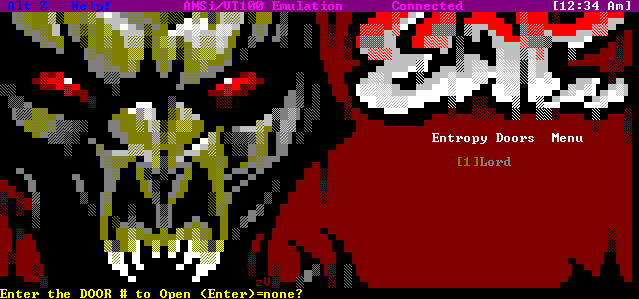 Alt-Z - Help! ANSi/VT100 Emulation Connected [12:34 Am]
Entropy Doors Menu
[1]Lord
Enter the DOOR # to Open (Enter)=none?